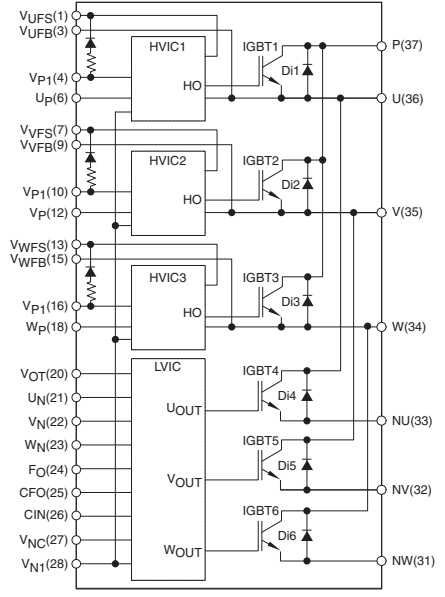 VUFS(1)
VUFB(3)
VP1(4)
UP(6)
HVIC1
HO
IGBT1
Di1
P(37)
U(36)
VVFS(7)
VVFB(9)
VP1(10)
VP(12)
HVIC2
HO
IGBT2
Di2
V(35)
VWFS(13)
VWFB(15)
VP1(16)
WP(18)
HVIC3
HO
IGBT3
Di3
W(34)
VOT(20)
UN(21)
VN(22)
WN(23)
FO(24)
CFO(25)
CIN(26)
VNC(27)
VN1(28)
LVIC
UOUT
VOUT
WOUT
IGBT4
Di4
NU(33)
IGBT5
Di5
NV(32)
IGBT6
Di6
NW(31)